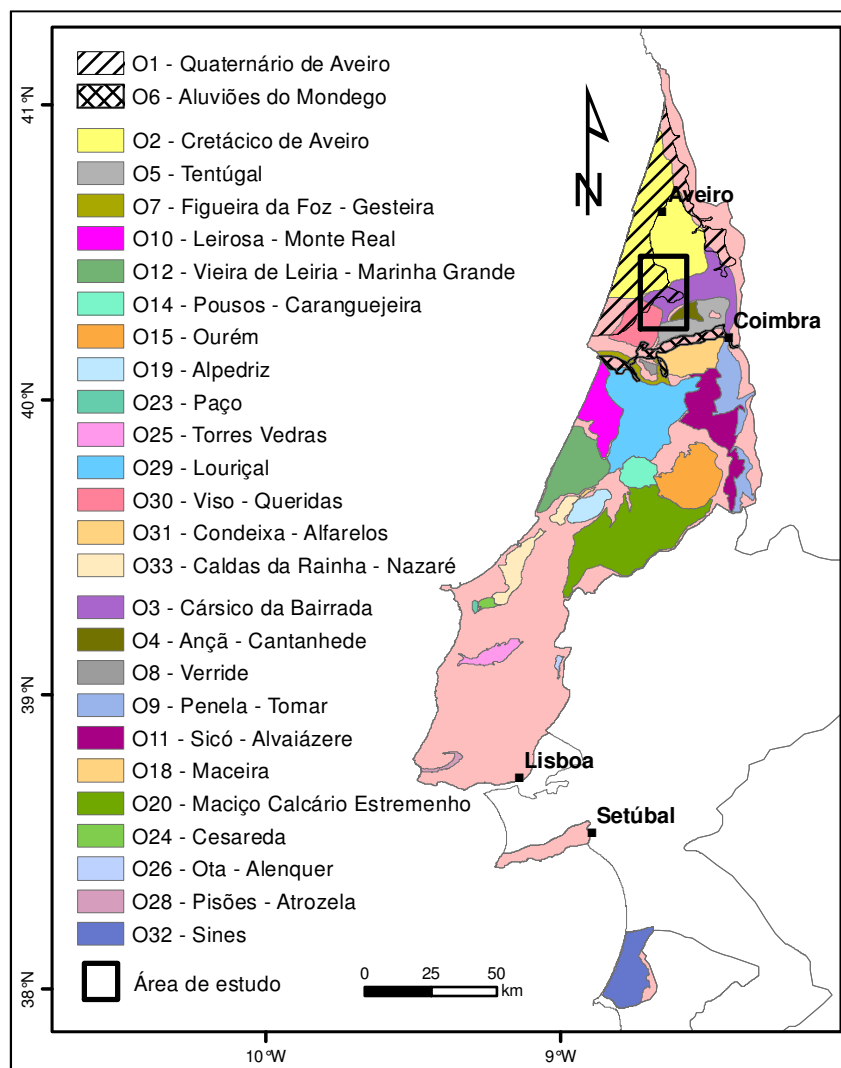 O1 - Quaternário de Aveiro
O6 - Aluviões do Mondego
O2 - Cretácico de Aveiro
O5 - Tentúgal
O7 - Figueira da Foz - Gesteira
O10 - Leirosa - Monte Real
O12 - Vieira de Leiria - Marinha Grande
O14 - Pousos - Caranguejeira
O15 - Ourém
O19 - Alpedriz
O23 - Paço
O25 - Torres Vedras
O29 - Louriçal
O30 - Viso - Queridas
O31 - Condeixa - Alfarelos
O33 - Caldas da Rainha - Nazaré
O3 - Cársico da Bairrada
O4 - Ançã - Cantanhede
O8 - Verride
O9 - Penela - Tomar
O11 - Sicó - Alvaiázere
O18 - Maceira
O20 - Maciço Calcário Estremenho
O24 - Cesareda
O26 - Ota - Alenquer
O28 - Pisões - Atrozela
O32 - Sines
Área de estudo
0 25 50
km
N
Aveiro
Coimbra
Lisboa
Setúbal
41°N
40°N
39°N
38°N
10°W
9°W